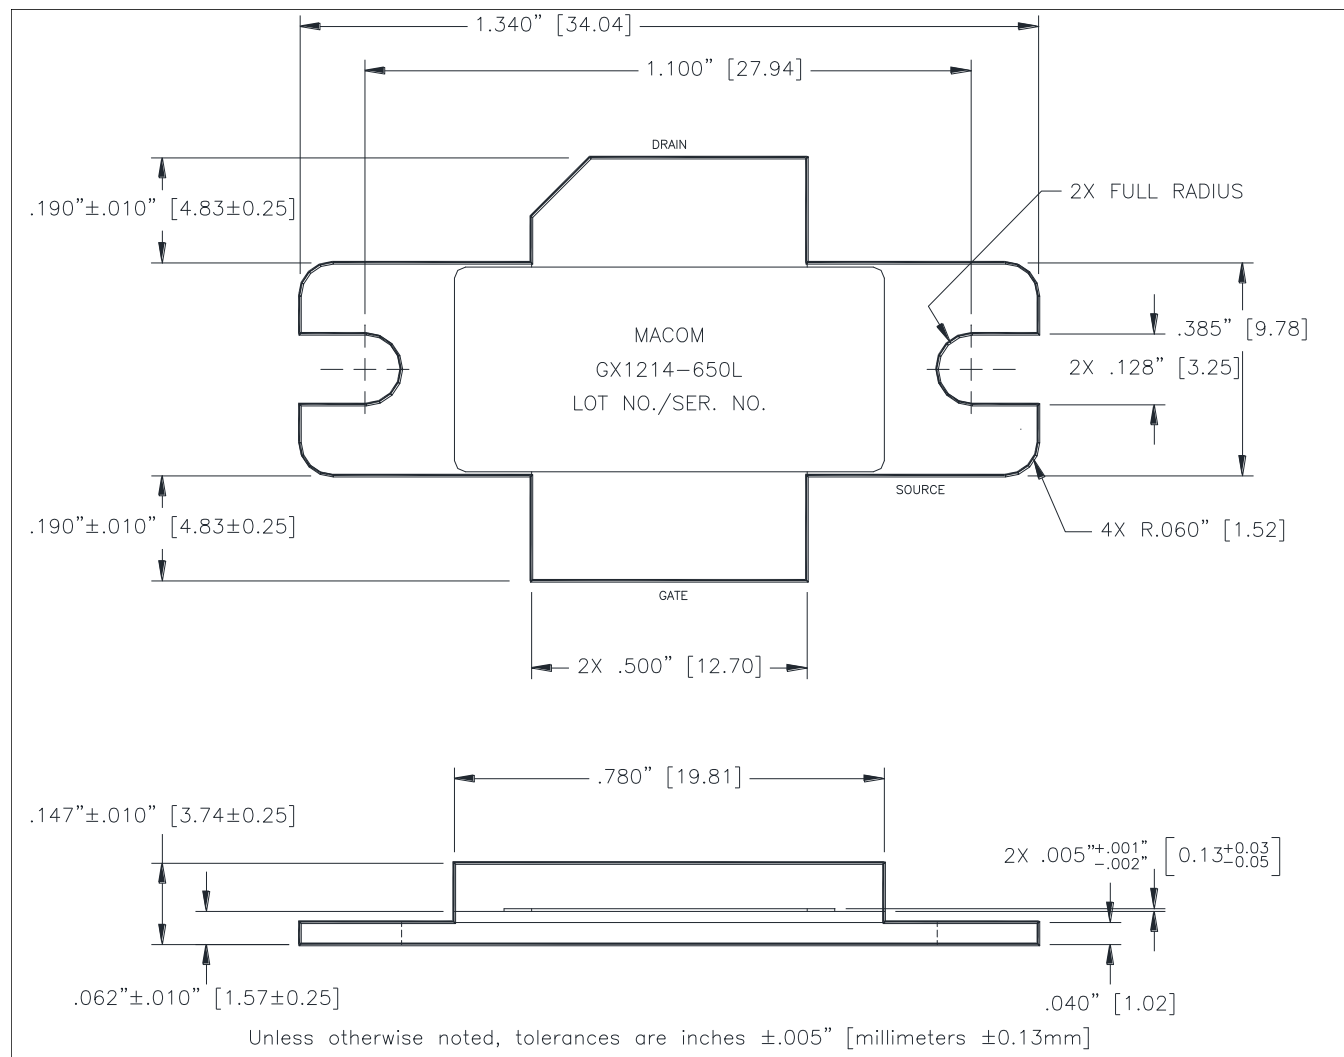 1.340” [34.04]
1.100” [27.94]
DRAIN
2X FULL RADIUS
.190”±.010” [4.83±0.25]
.385” [9.78]
MACOM
2X .128” [3.25]
GX1214-650L
LOT NO./SER. NO.
SOURCE
.190”±.010” [4.83±0.25]
4X R.060” [1.52]
GATE
2X .500” [12.70]
.780” [19.81]
.147”±.010” [3.74±0.25]
2X .005”+.001” -.002” [0.13+0.03 -0.05]
.062”±.010” [1.57±0.25]
.040” [1.02]
Unless otherwise noted, tolerances are inches ±.005” [millimeters ±0.13mm]